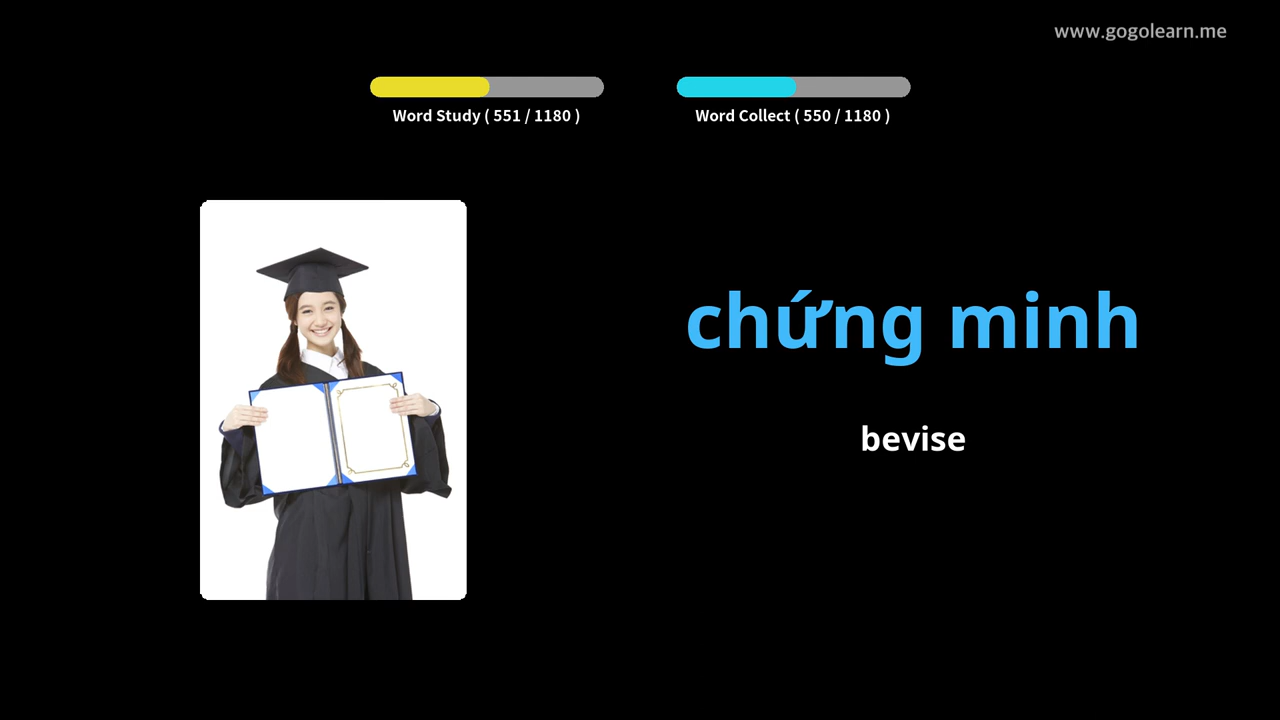 www.gogolearn.me
Word Study ( 551 / 1180 )
Word Collect ( 550 / 1180 )
chứng minh
bevise